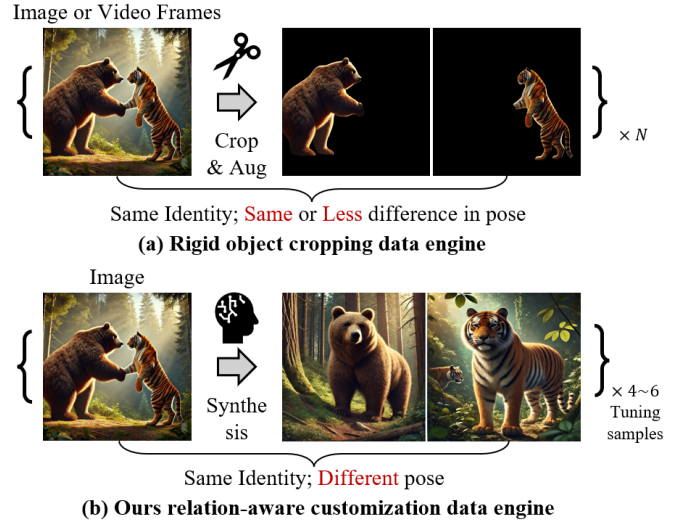 Image or Video Frames
Crop
& Aug
× N
Same Identity; Same or Less difference in pose
(a) Rigid object cropping data engine
Image
Synthe
sis
× 4~6
Tuning
samples
Same Identity; Different pose
(b) Ours relation-aware customization data engine